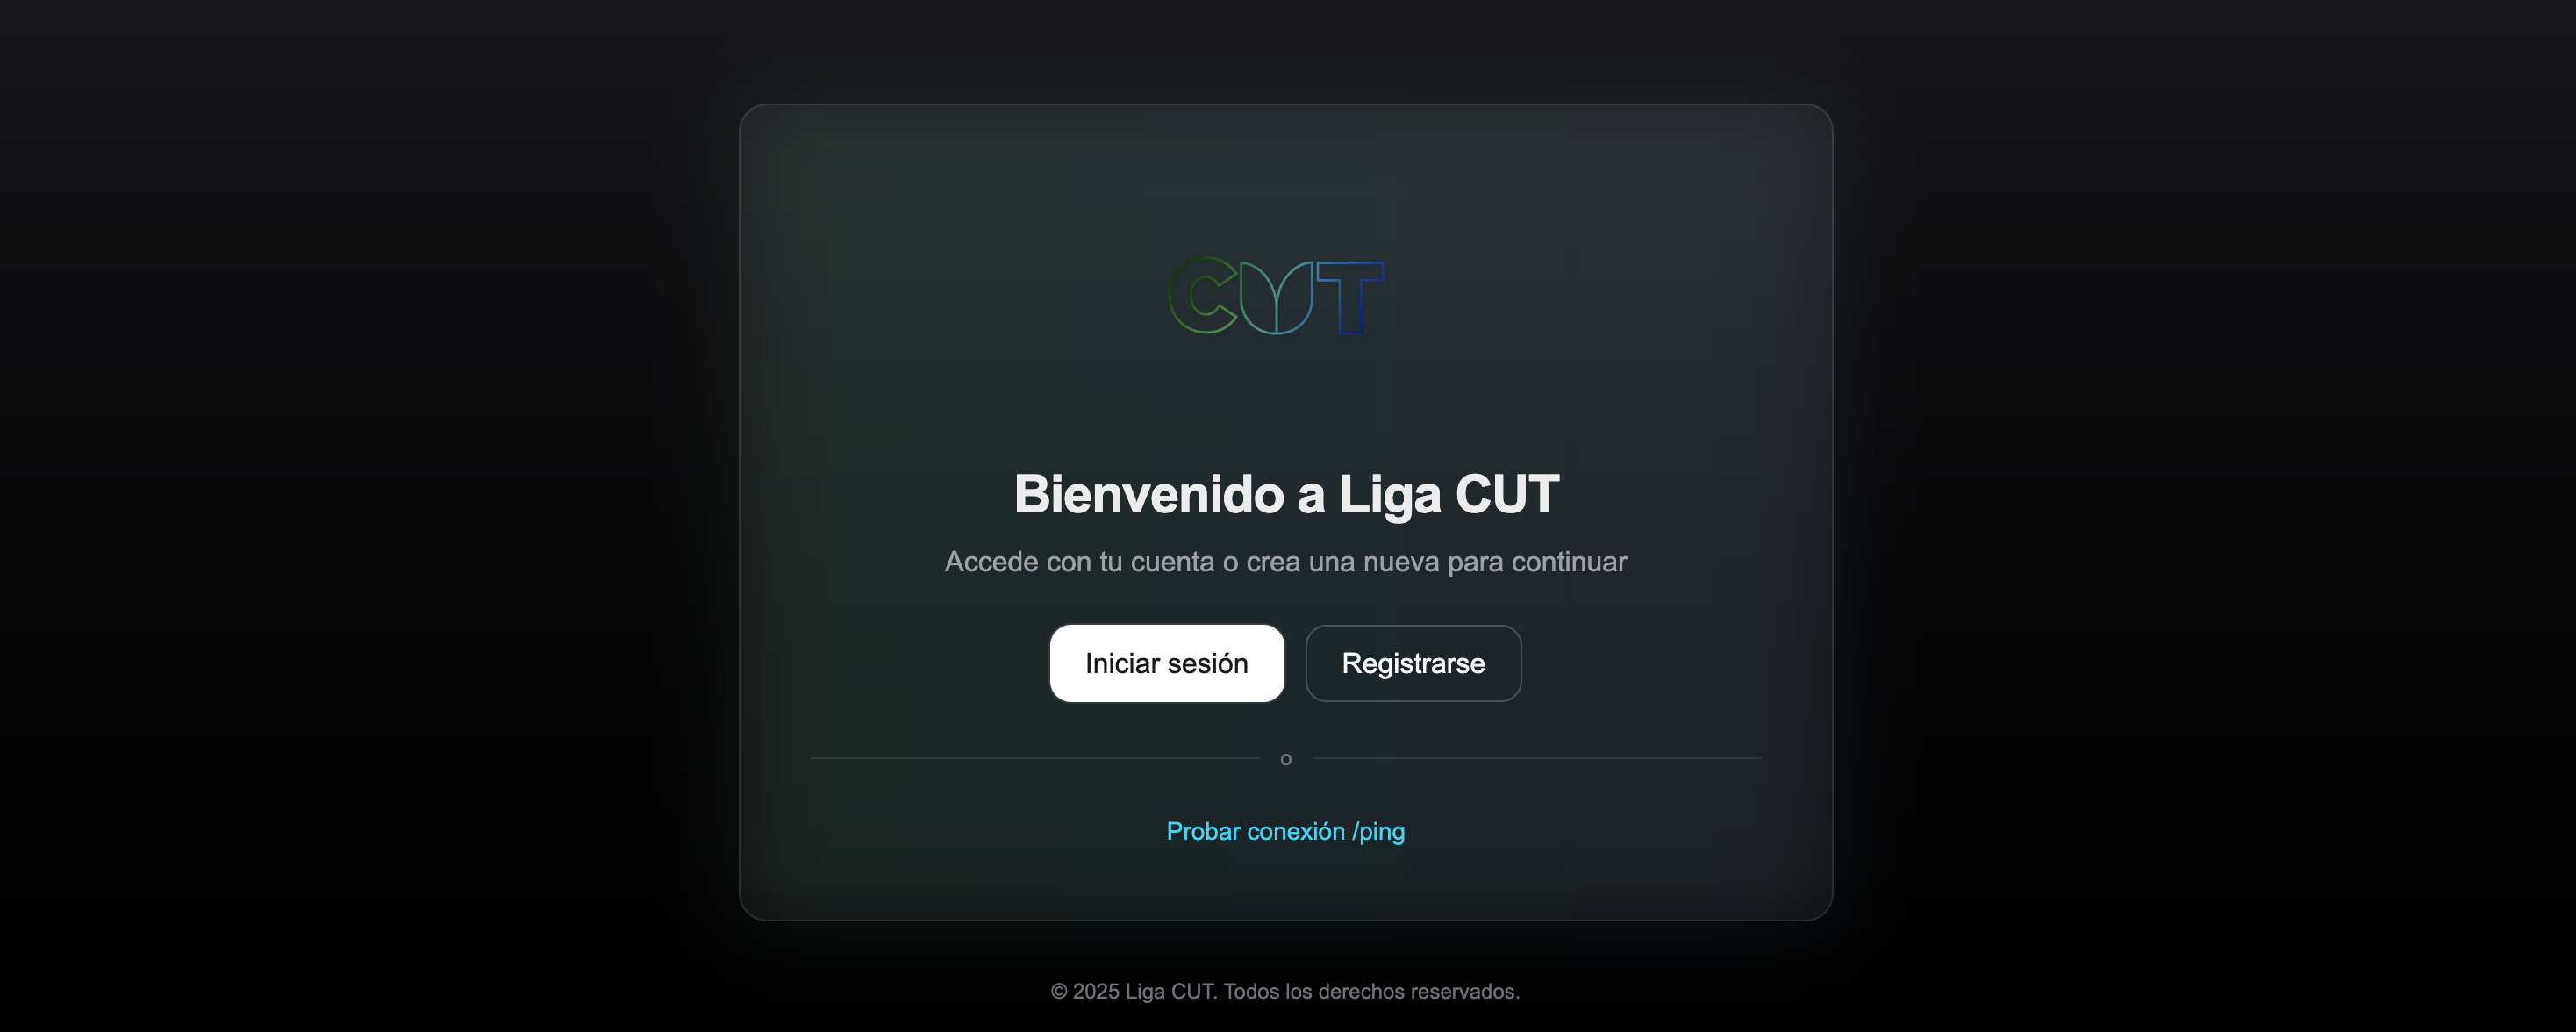 CUT
Bienvenido a Liga CUT
Accede con tu cuenta o crea una nueva para continuar
Iniciar sesión
Registrarse
o
Probar conexión /ping
© 2025 Liga CUT. Todos los derechos reservados.